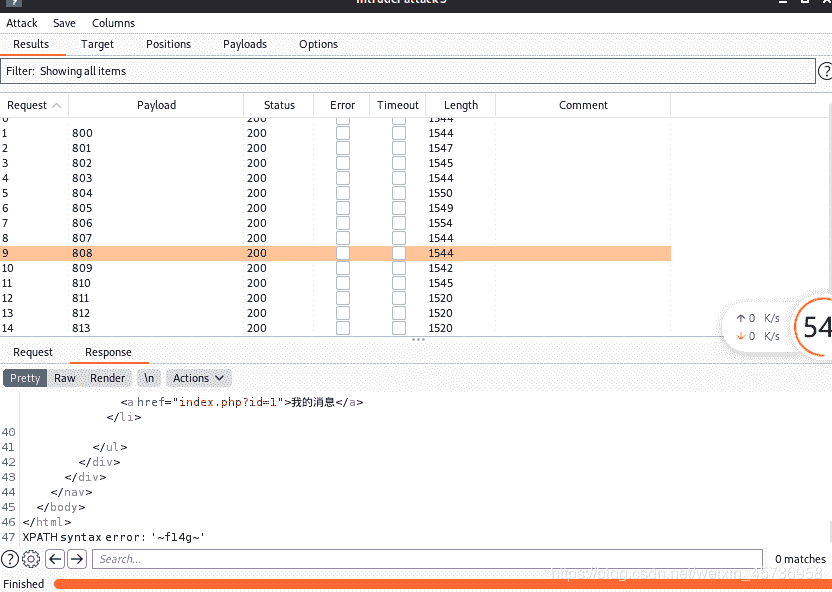 Intruder attack 3
Attack Save Columns
Results Target Positions Payloads Options
Filter: Showing all items
?
Request Payload Status Error Timeout Length Comment
0 200 1544
1 800 200 1544
2 801 200 1547
3 802 200 1545
4 803 200 1544
5 804 200 1550
6 805 200 1549
7 806 200 1554
8 807 200 1544
9 808 200 1544
10 809 200 1542
11 810 200 1545
12 811 200 1520
13 812 200 1520
14 813 200 1520
↑ 0 K/s
↓ 0 K/s
54
Request Response
Pretty Raw Render \n Actions
<a href="index.php?id=1">我的消息</a>
</li>
40
41 </ul>
42 </div>
43 </div>
44 </nav>
45 </body>
46 </html>
47 XPATH syntax error: '~fl4g~'
? Search... 0 matches
https://blog.csdn.net/weixin_45736958
Finished